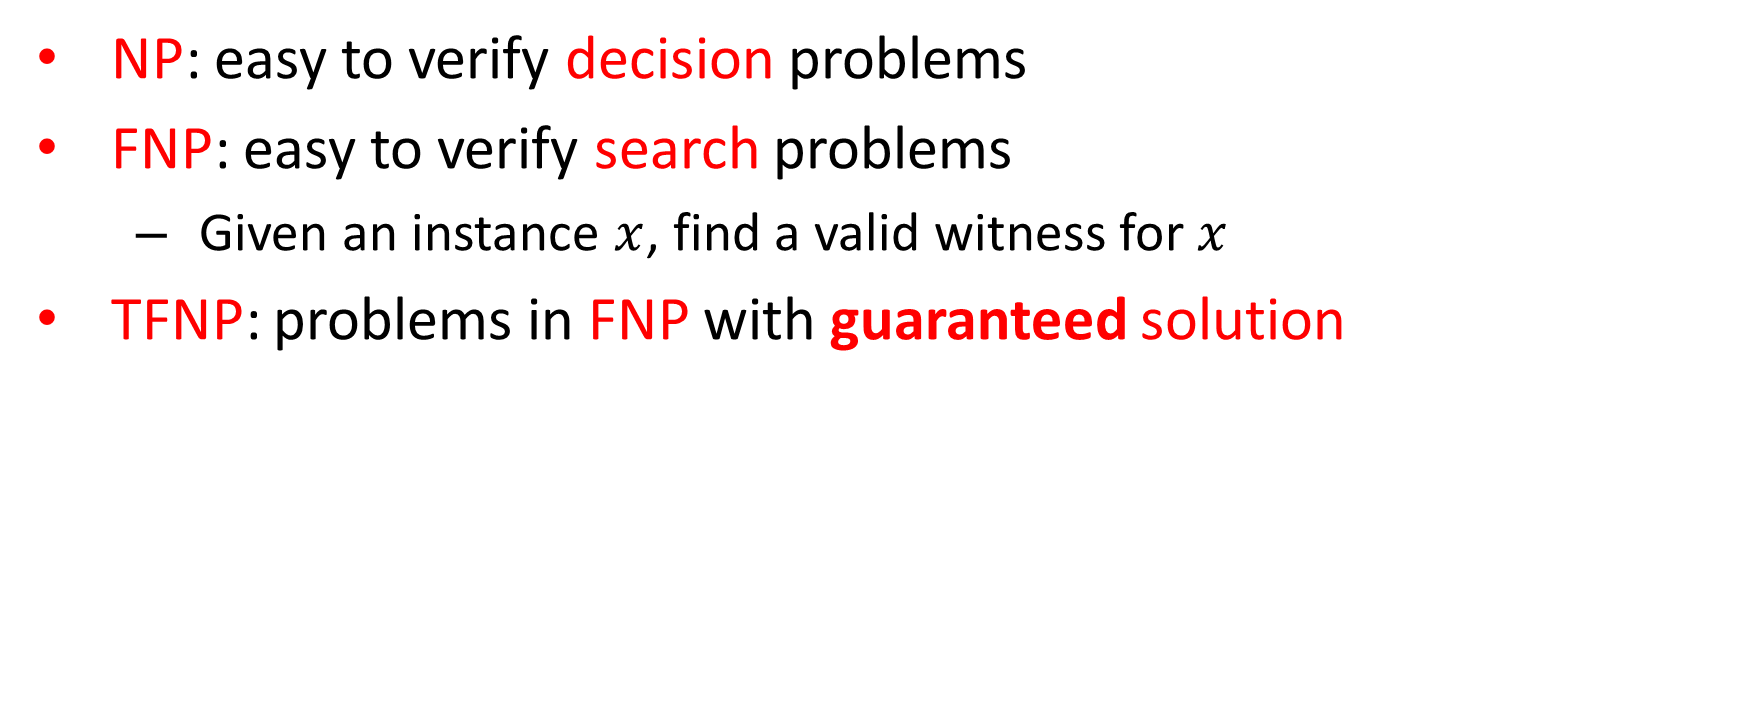 • NP: easy to verify decision problems
• FNP: easy to verify search problems
– Given an instance 𝑥, find a valid witness for 𝑥
• TFNP: problems in FNP with guaranteed solution